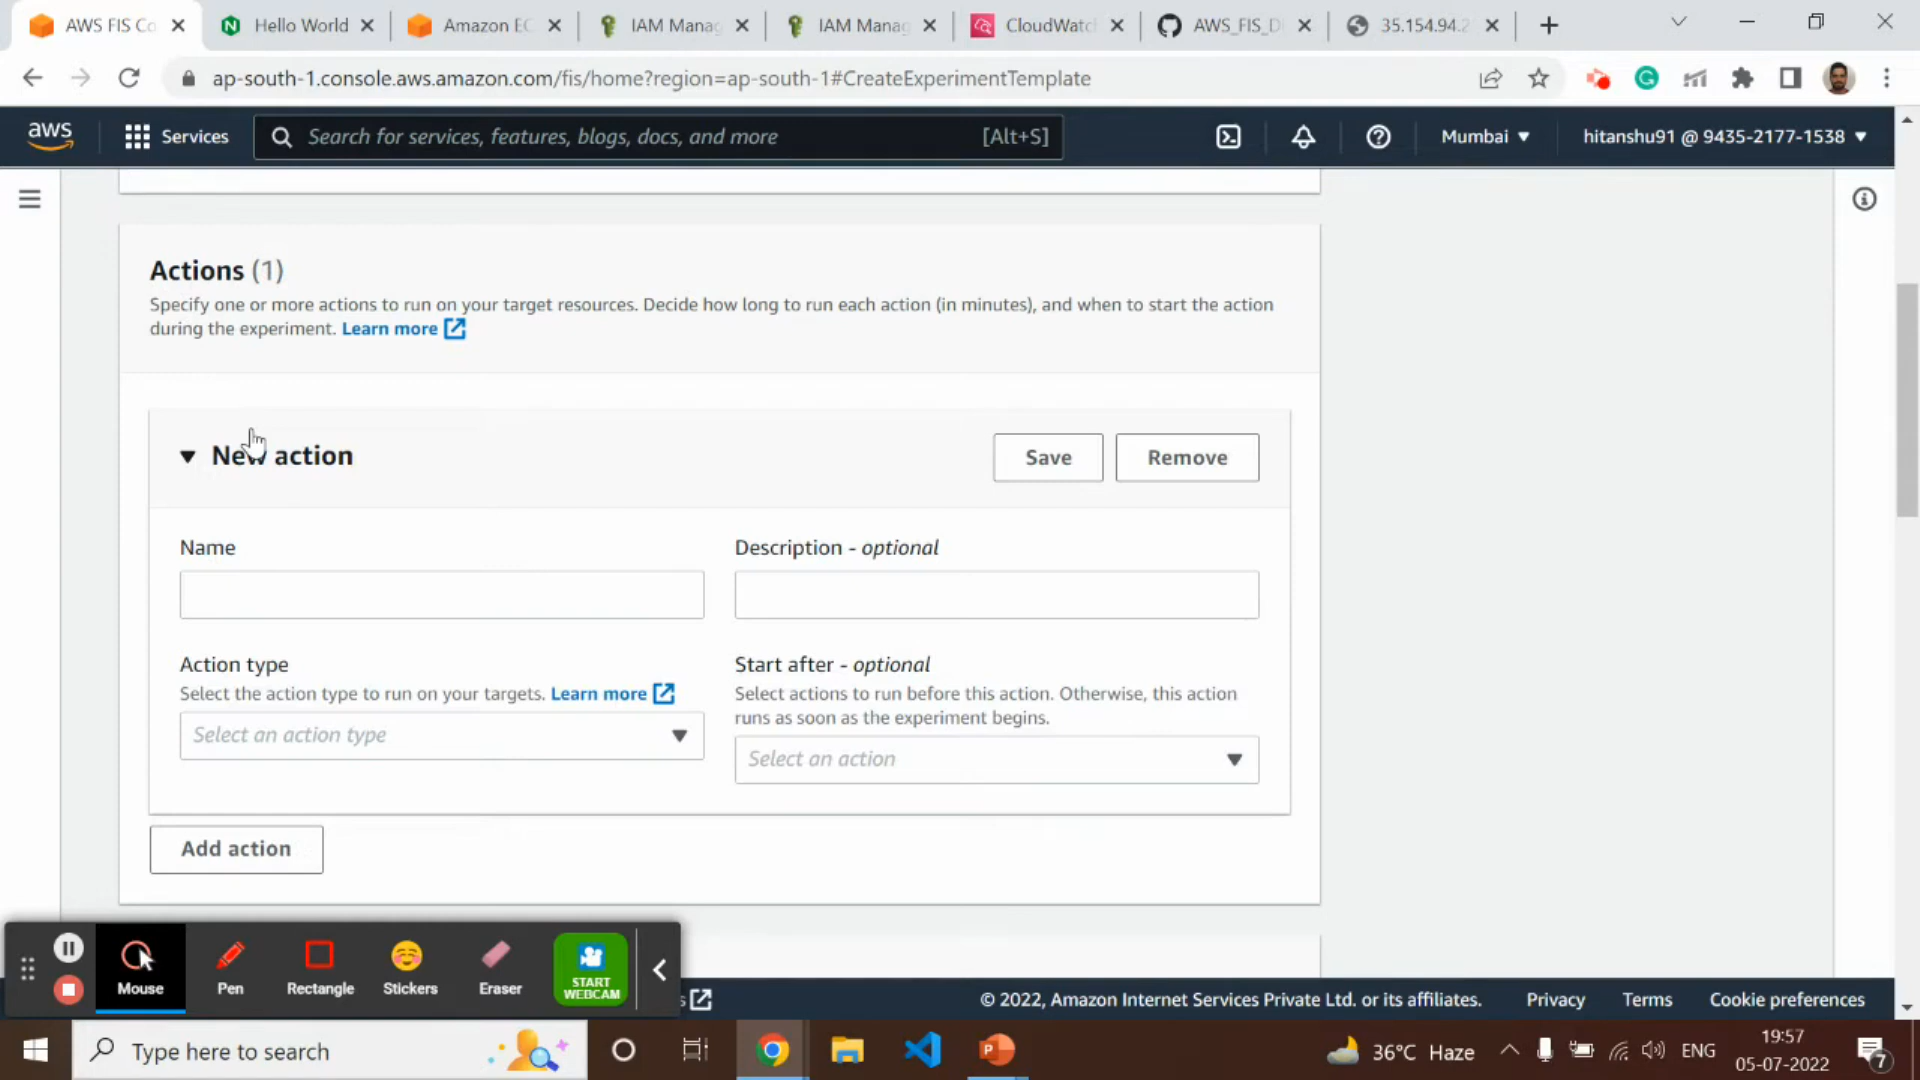 AWS FIS Co
Hello World
Amazon EC
IAM Manag
IAM Manag
CloudWatc
AWS_FIS_D
35.154.94.2
ap-south-1.console.aws.amazon.com/fis/home?region=ap-south-1#CreateExperimentTemplate
aws
Services
Search for services, features, blogs, docs, and more
[Alt+S]
Mumbai
hitanshu91 @ 9435-2177-1538
Actions (1)
Specify one or more actions to run on your target resources. Decide how long to run each action (in minutes), and when to start the action
during the experiment. Learn more
New action
Save
Remove
Name
Description - optional
Action type
Select the action type to run on your targets. Learn more
Select an action type
Start after - optional
Select actions to run before this action. Otherwise, this action
runs as soon as the experiment begins.
Select an action
Add action
Mouse
Pen
Rectangle
Stickers
Eraser
START
WEBCAM
s
© 2022, Amazon Internet Services Private Ltd. or its affiliates.
Privacy
Terms
Cookie preferences
Type here to search
36°C Haze
ENG
19:57
05-07-2022
7